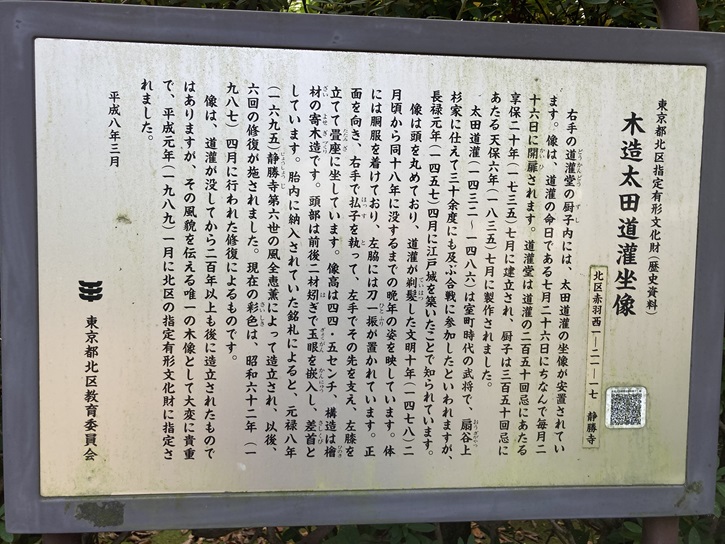 東京都北区指定有形文化財(歴史資料)
木造太田道灌坐像
北区赤羽西一―二一―一七 静勝寺
右手の道灌堂の厨子内には、太田道灌の坐像が安置されてい
ます。像は、道灌の命日である七月二十六日にちなんで毎月二
十六日に開扉されます。道灌堂は道灌の二百五十回忌にあたる
享保二十年(一七三五)七月に建立され、厨子は三百五十回忌に
あたる天保六年(一八三五)七月に製作されました。
太田道灌(一四三二~一四八六)は室町時代の武将で、扇谷上
杉家に仕えて三十余度にも及ぶ合戦に参加したといわれますが、
長禄元年(一四五七)四月に江戸城を築いたことで知られています。
像は頭を丸めており、道灌が剃髪した文明十年(一四七八)二
月頃から同十八年に没するまでの晩年の姿を映しています。体
には胴服を着けており、左脇には刀一振が置かれています。正
面を向き、右手で払子を執って、左手でその先を支え、左膝を
立てて畳座に坐しています。像高は四四・五センチ、構造は檜
材の寄木造です。頭部は前後二材矧ぎで玉眼を嵌入し、差首と
しています。胎内に納入されていた銘札によると、元禄八年
(一六九五)静勝寺第六世の風全恵薫によって造立され、以後、
六回の修復が施されました。現在の彩色は、昭和六十二年(一
九八七)四月に行われた修復によるものです。
像は、道灌が没してから二百年以上も後に造立されたもので
はありますが、その風貌を伝える唯一の木像として大変に貴重
で、平成元年(一九八九)一月に北区の指定有形文化財に指定さ
れました。
平成八年三月
東京都北区教育委員会